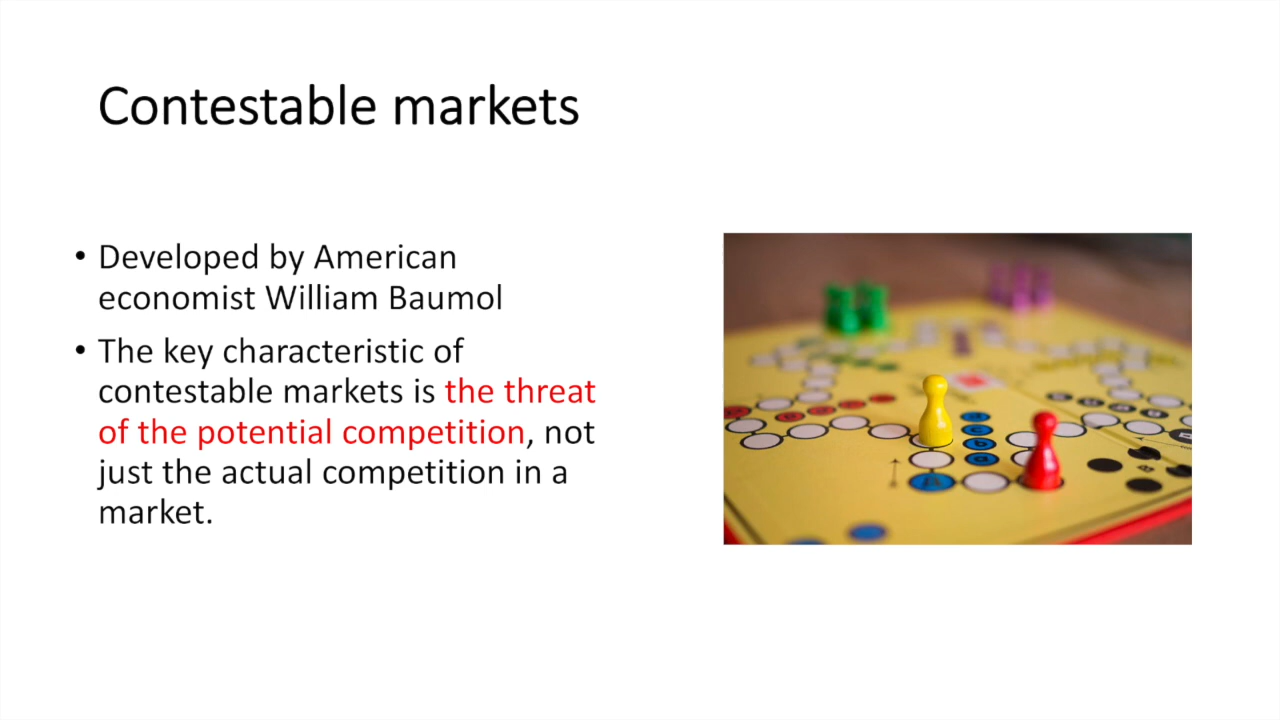 Contestable markets
• Developed by American
economist William Baumol
• The key characteristic of
contestable markets is the threat
of the potential competition, not
just the actual competition in a
market.
A